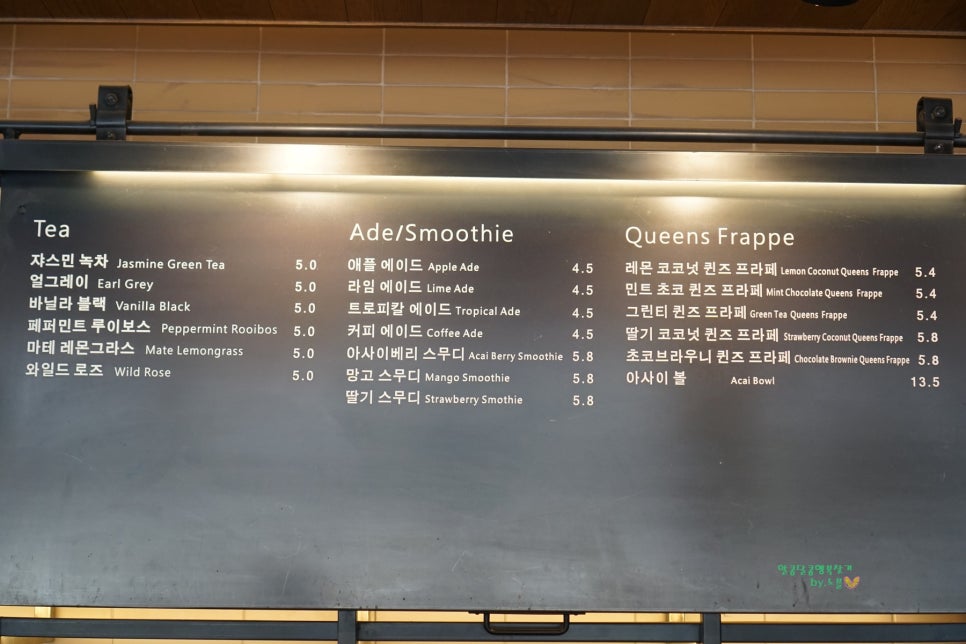 Tea
쟈스민 녹차 Jasmine Green Tea 5.0
얼그레이 Earl Grey 5.0
바닐라 블랙 Vanilla Black 5.0
페퍼민트 루이보스 Peppermint Rooibos 5.0
마테 레몬그라스 Mate Lemongrass 5.0
와일드 로즈 Wild Rose 5.0
Ade/Smoothie
애플 에이드 Apple Ade 4.5
라임 에이드 Lime Ade 4.5
트로피칼 에이드 Tropical Ade 4.5
커피 에이드 Coffee Ade 4.5
아사이베리 스무디 Acai Berry Smoothie 5.8
망고 스무디 Mango Smoothie 5.8
딸기 스무디 Strawberry Smothie 5.8
Queens Frappe
레몬 코코넛 퀸즈 프라페 Lemon Coconut Queens Frappe 5.4
민트 초코 퀸즈 프라페 Mint Chocolate Queens Frappe 5.4
그린티 퀸즈 프라페 Green Tea Queens Frappe 5.4
딸기 코코넛 퀸즈 프라페 Strawberry Coconut Queens Frappe 5.8
초코브라우니 퀸즈 프라페 Chocolate Brownie Queens Frappe 5.8
아사이 볼 Acai Bowl 13.5
알콩달콩행복찾기
by.